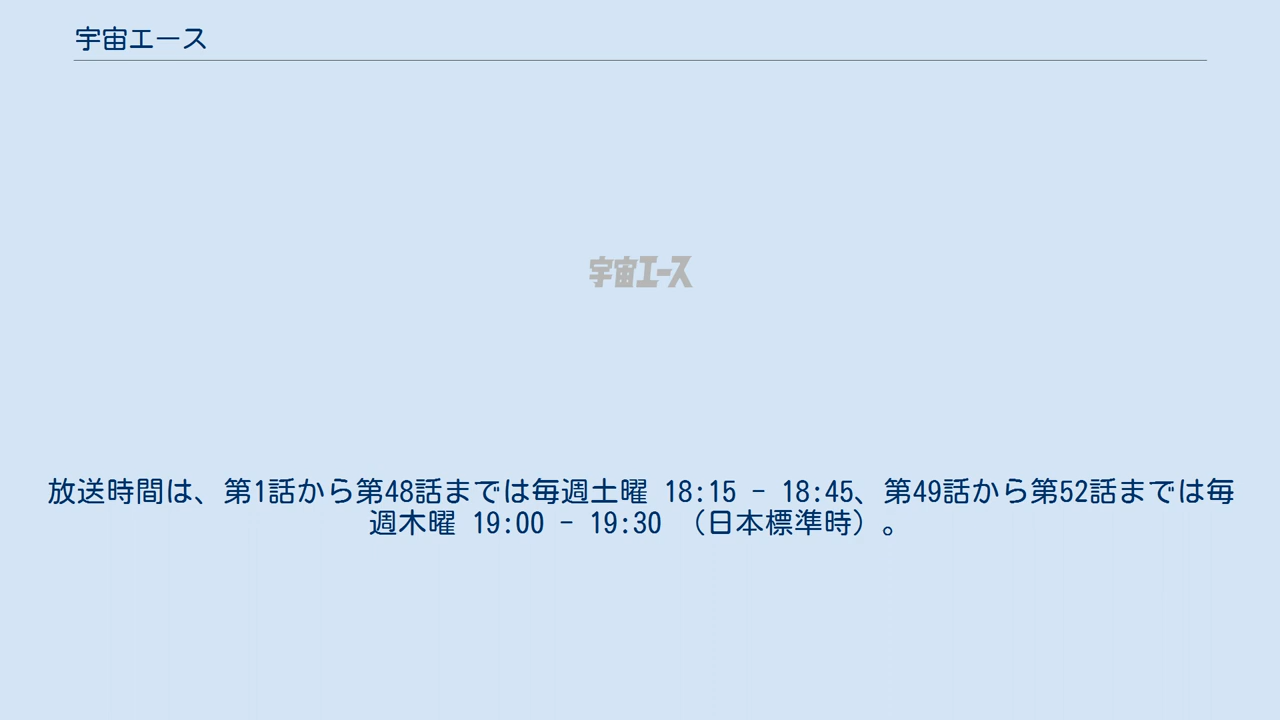 宇宙エース
宇宙エース
放送時間は、第1話から第48話までは毎週土曜 18:15 - 18:45、第49話から第52話までは毎
週木曜 19:00 - 19:30 （日本標準時）。